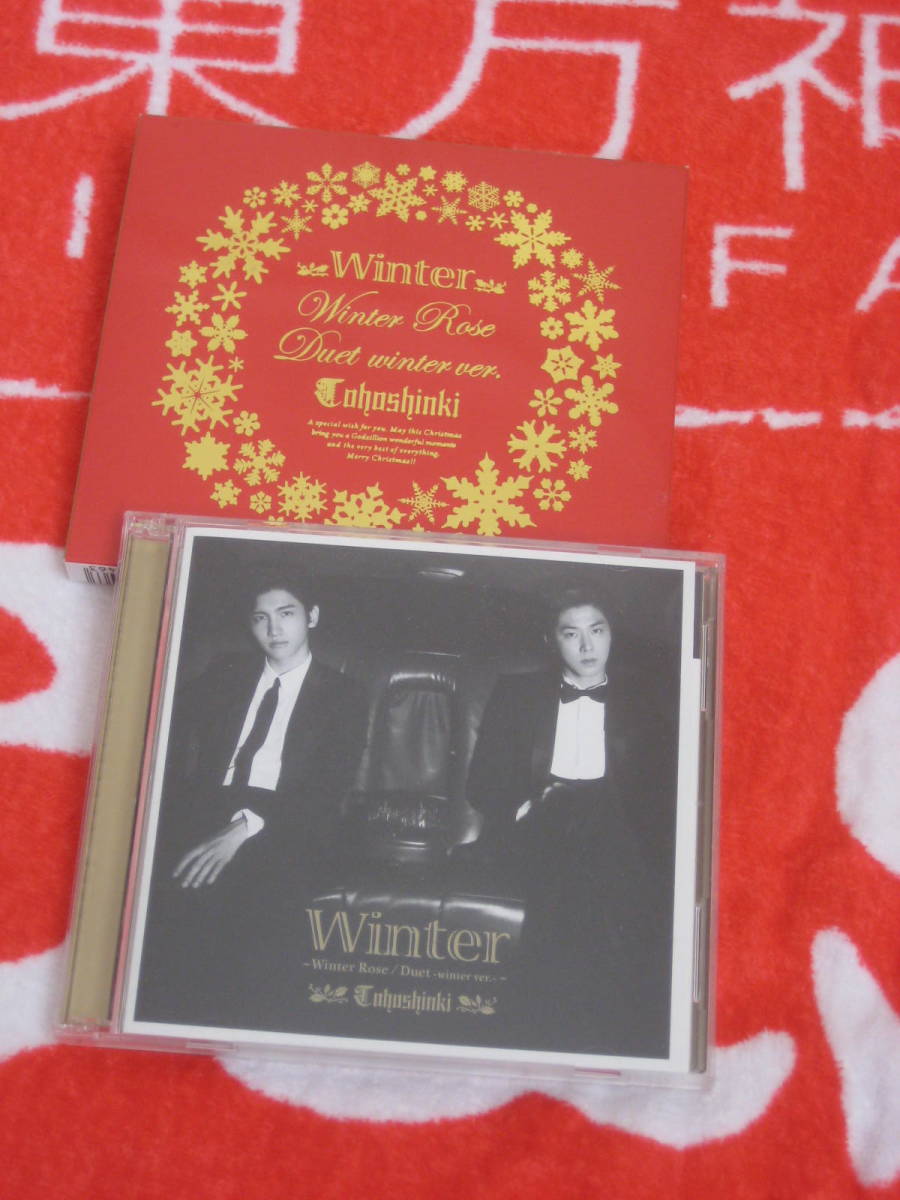 東方神
F A
Winter
Winter Rose
Duet winter ver.
Tohoshinki
A special wish for you. May this Christmas
bring you a Godzillion wonderful moments
and the very best of everything.
Merry Christmas!!
Winter
~Winter Rose / Duet -winter ver.- ~
Tohoshinki